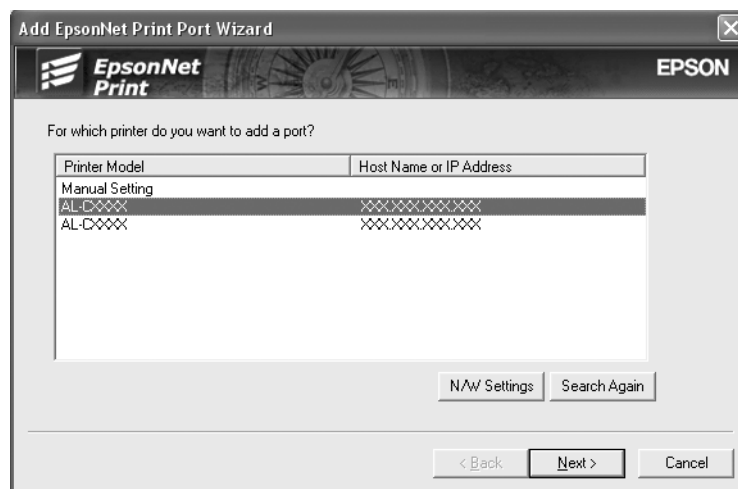 Add EpsonNet Print Port Wizard
EpsonNet
Print
EPSON
For which printer do you want to add a port?
Printer Model Host Name or IP Address
Manual Setting
AL-CXXXX XXX.XXX.XXX.XXX
AL-CXXXX XXX.XXX.XXX.XXX
N/W Settings Search Again
< Back Next > Cancel